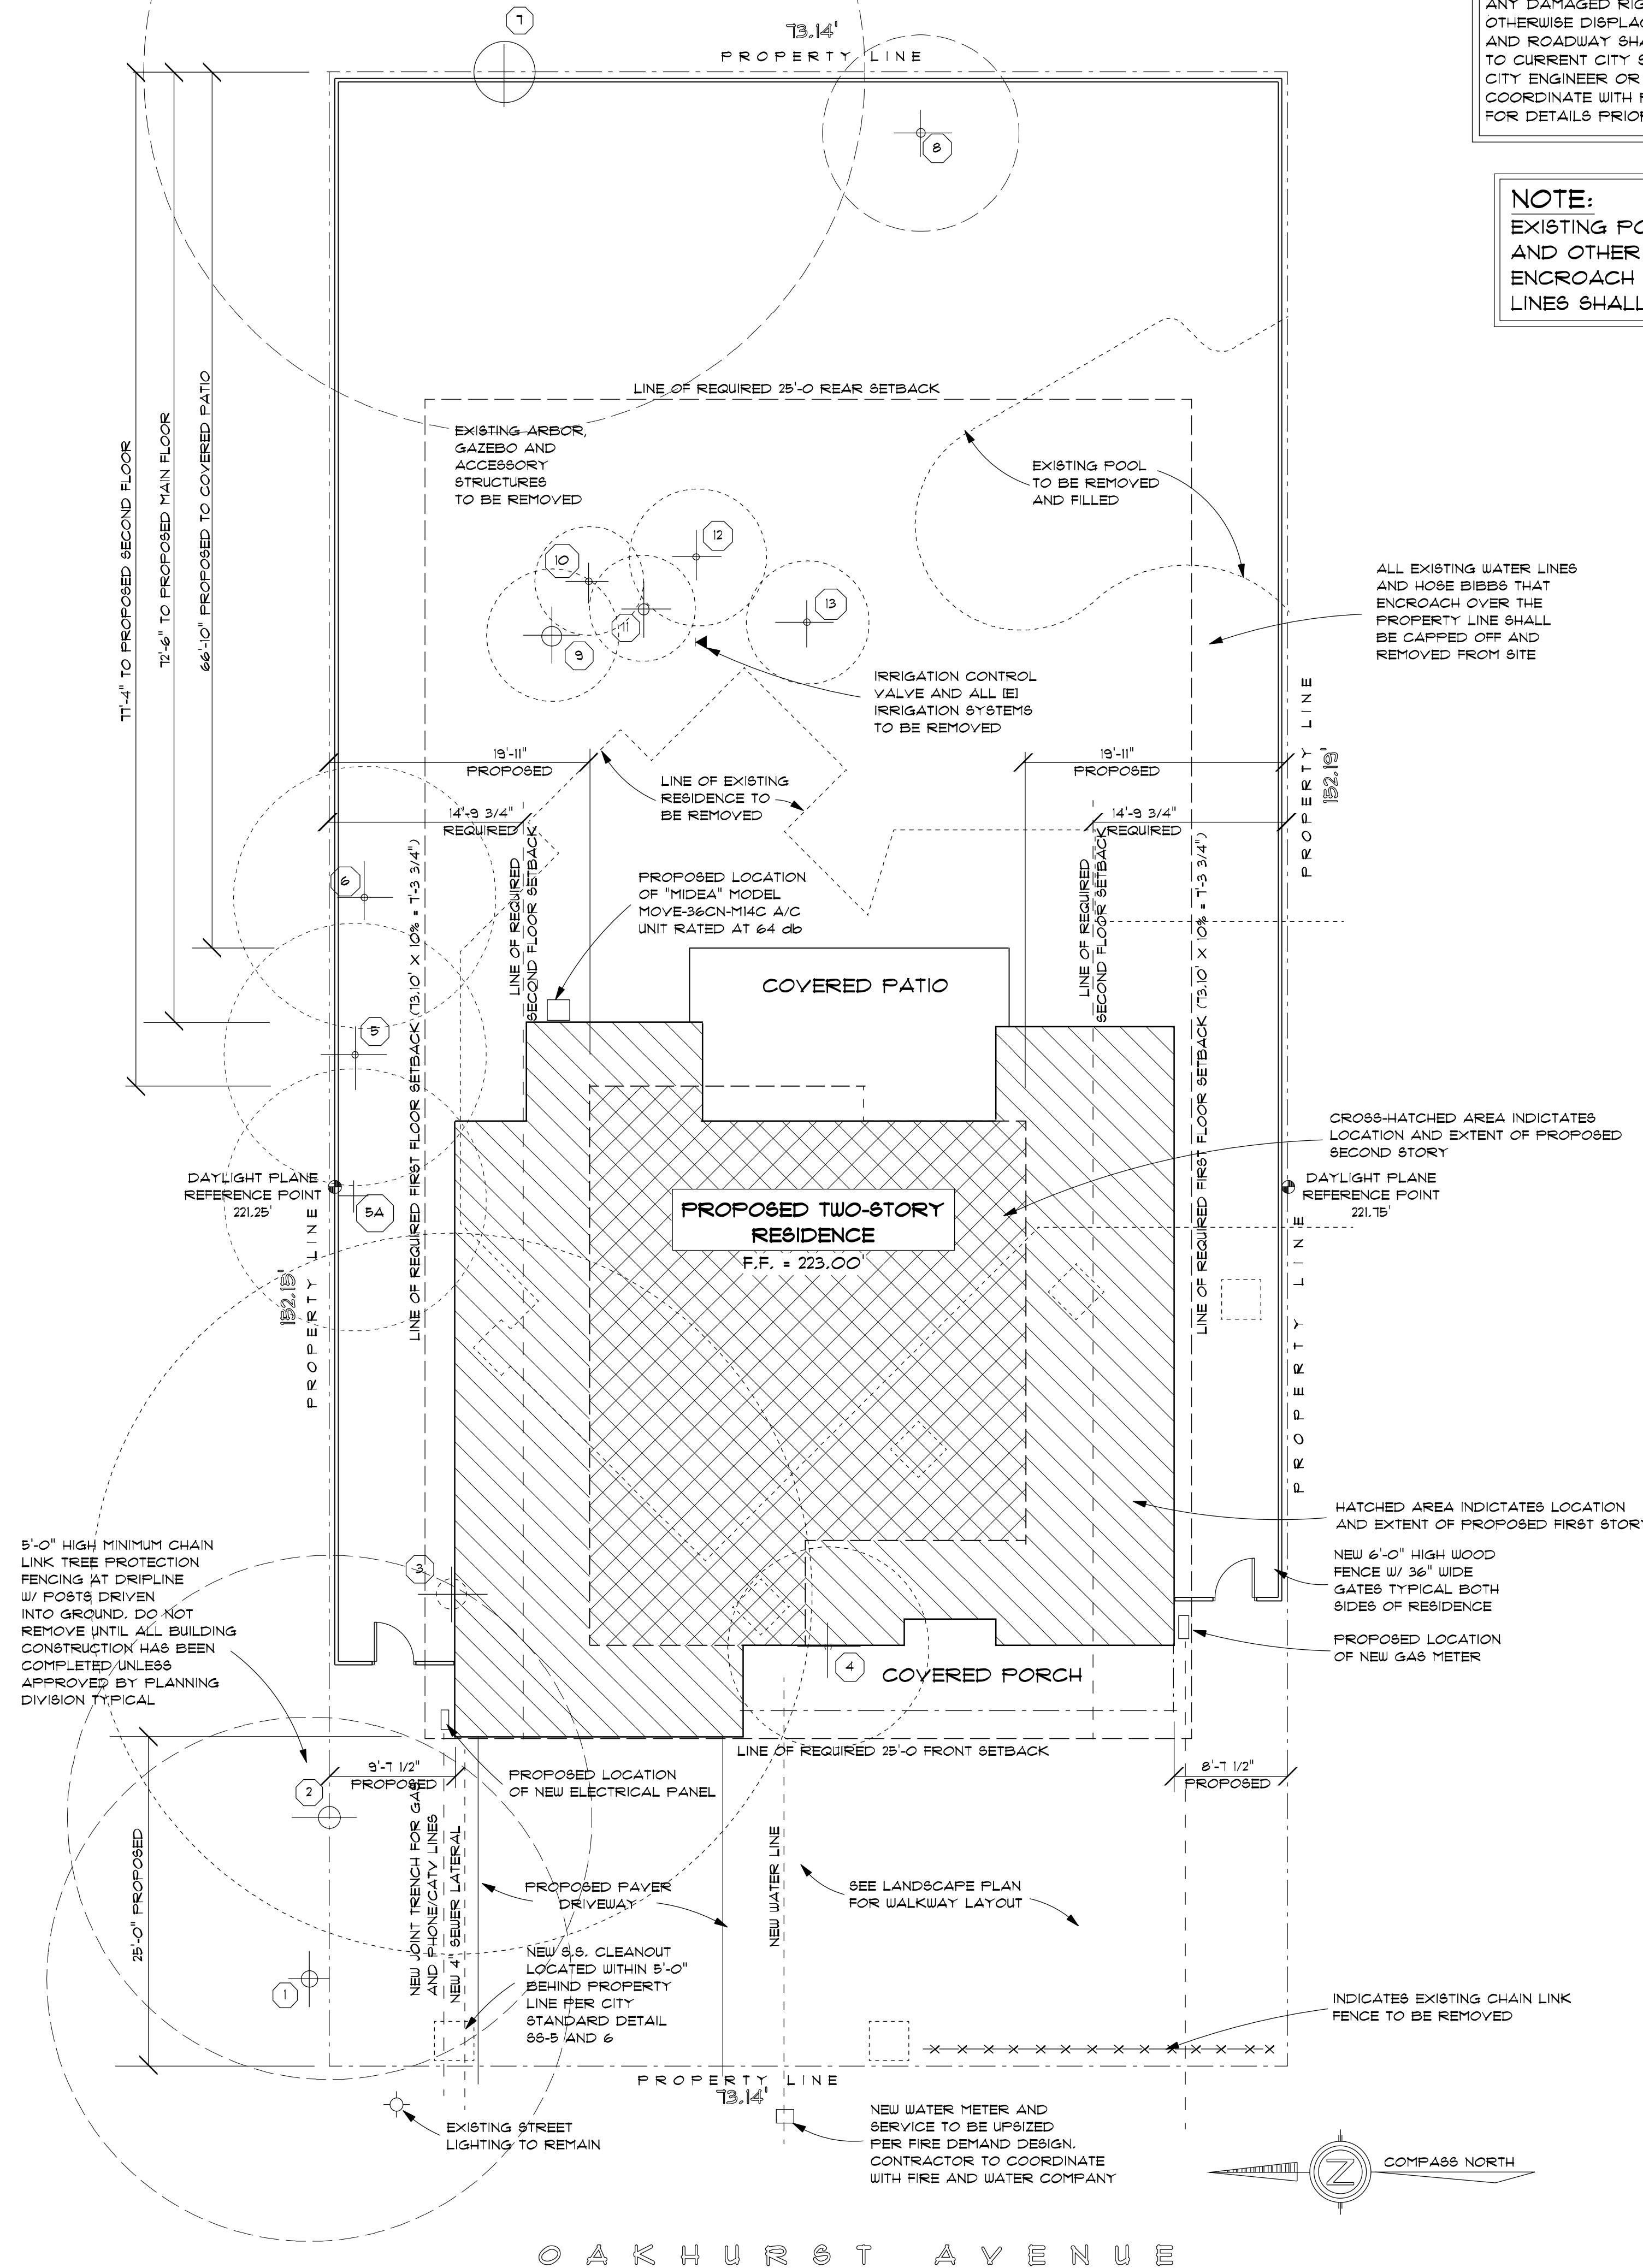 7
73.14'
PROPERTY LINE
8
ANY DAMAGED RIG
OTHERWISE DISPLAC
AND ROADWAY SHA
TO CURRENT CITY S
CITY ENGINEER OR
COORDINATE WITH
FOR DETAILS PRIOR
NOTE:
EXISTING PO
AND OTHER
ENCROACH
LINES SHALL
77'-4" TO PROPOSED SECOND FLOOR
72'-6" TO PROPOSED MAIN FLOOR
66'-10" PROPOSED TO COVERED PATIO
LINE OF REQUIRED 25'-0 REAR SETBACK
EXISTING ARBOR,
GAZEBO AND
ACCESSORY
STRUCTURES
TO BE REMOVED
EXISTING POOL
TO BE REMOVED
AND FILLED
12
10
11
13
9
ALL EXISTING WATER LINES
AND HOSE BIBBS THAT
ENCROACH OVER THE
PROPERTY LINE SHALL
BE CAPPED OFF AND
REMOVED FROM SITE
IRRIGATION CONTROL
VALVE AND ALL [E]
IRRIGATION SYSTEMS
TO BE REMOVED
PROPERTY LINE
152.19'
19'-11"
PROPOSED
19'-11"
PROPOSED
LINE OF EXISTING
RESIDENCE TO
BE REMOVED
14'-9 3/4"
REQUIRED
14'-9 3/4"
REQUIRED
6
LINE OF REQUIRED FIRST FLOOR SETBACK (73.10' X 10% = 7'-3 3/4")
LINE OF REQUIRED
SECOND FLOOR SETBACK
PROPOSED LOCATION
OF "MIDEA" MODEL
MOVE-36CN-M14C A/C
UNIT RATED AT 64 db
LINE OF REQUIRED
SECOND FLOOR SETBACK
LINE OF REQUIRED FIRST FLOOR SETBACK (73.10' X 10% = 7'-3 3/4")
COVERED PATIO
5
CROSS-HATCHED AREA INDICTATES
LOCATION AND EXTENT OF PROPOSED
SECOND STORY
DAYLIGHT PLANE
REFERENCE POINT
221.25'
5A
DAYLIGHT PLANE
REFERENCE POINT
221.75'
PROPOSED TWO-STORY
RESIDENCE
F.F. = 223.00'
PROPERTY LINE
152.15'
PROPERTY LINE
HATCHED AREA INDICTATES LOCATION
AND EXTENT OF PROPOSED FIRST STORY
5'-0" HIGH MINIMUM CHAIN
LINK TREE PROTECTION
FENCING AT DRIPLINE
W/ POSTS DRIVEN
INTO GROUND. DO NOT
REMOVE UNTIL ALL BUILDING
CONSTRUCTION HAS BEEN
COMPLETED UNLESS
APPROVED BY PLANNING
DIVISION TYPICAL
3
NEW 6'-0" HIGH WOOD
FENCE W/ 36" WIDE
GATES TYPICAL BOTH
SIDES OF RESIDENCE
PROPOSED LOCATION
OF NEW GAS METER
4
COVERED PORCH
LINE OF REQUIRED 25'-0 FRONT SETBACK
9'-7 1/2"
PROPOSED
PROPOSED LOCATION
OF NEW ELECTRICAL PANEL
8'-7 1/2"
PROPOSED
2
25'-0" PROPOSED
NEW JOINT TRENCH FOR GAS
AND PHONE/CATV LINES
NEW 4" SEWER LATERAL
PROPOSED PAVER
DRIVEWAY
NEW WATER LINE
SEE LANDSCAPE PLAN
FOR WALKWAY LAYOUT
NEW S.S. CLEANOUT
LOCATED WITHIN 5'-0"
BEHIND PROPERTY
LINE PER CITY
STANDARD DETAIL
SS-5 AND 6
1
INDICATES EXISTING CHAIN LINK
FENCE TO BE REMOVED
PROPERTY LINE
73.14'
EXISTING STREET
LIGHTING TO REMAIN
NEW WATER METER AND
SERVICE TO BE UPSIZED
PER FIRE DEMAND DESIGN.
CONTRACTOR TO COORDINATE
WITH FIRE AND WATER COMPANY
Z
COMPASS NORTH
OAKHURST AVENUE